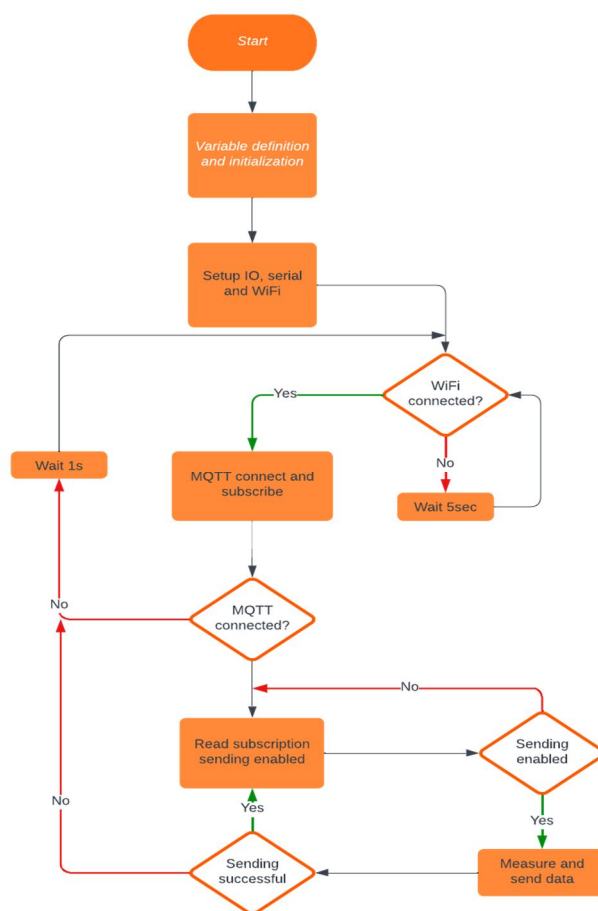 Start
Variable definition
and initialization
Setup IO, serial
and WiFi
WiFi
connected?
Yes
No
Wait 1s
MQTT connect and
subscribe
Wait 5sec
MQTT
connected?
No
No
Read subscription
sending enabled
Sending
enabled
Yes
Yes
No
Sending
successful
Measure and
send data